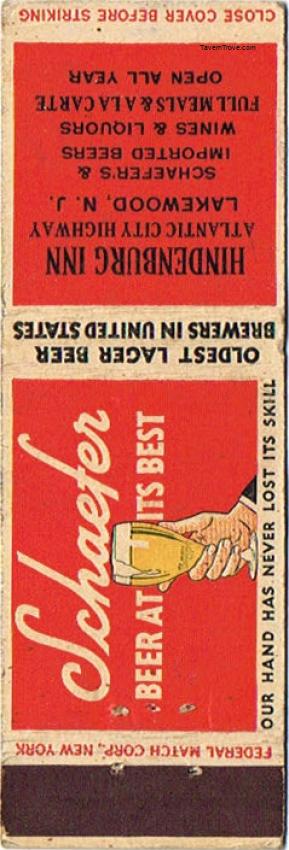 CLOSE COVER BEFORE STRIKING
TavernTrove.com
HINDENBURG INN
ATLANTIC CITY HIGHWAY
LAKEWOOD, N. J.
SCHAEFER'S &
IMPORTED BEERS
WINES & LIQUORS
FULL MEALS & A LA CARTE
OPEN ALL YEAR
OLDEST LAGER BEER
BREWERS IN UNITED STATES
Schaefer
BEER AT ITS BEST
OUR HAND HAS NEVER LOST ITS SKILL
FEDERAL MATCH CORP., NEW YORK